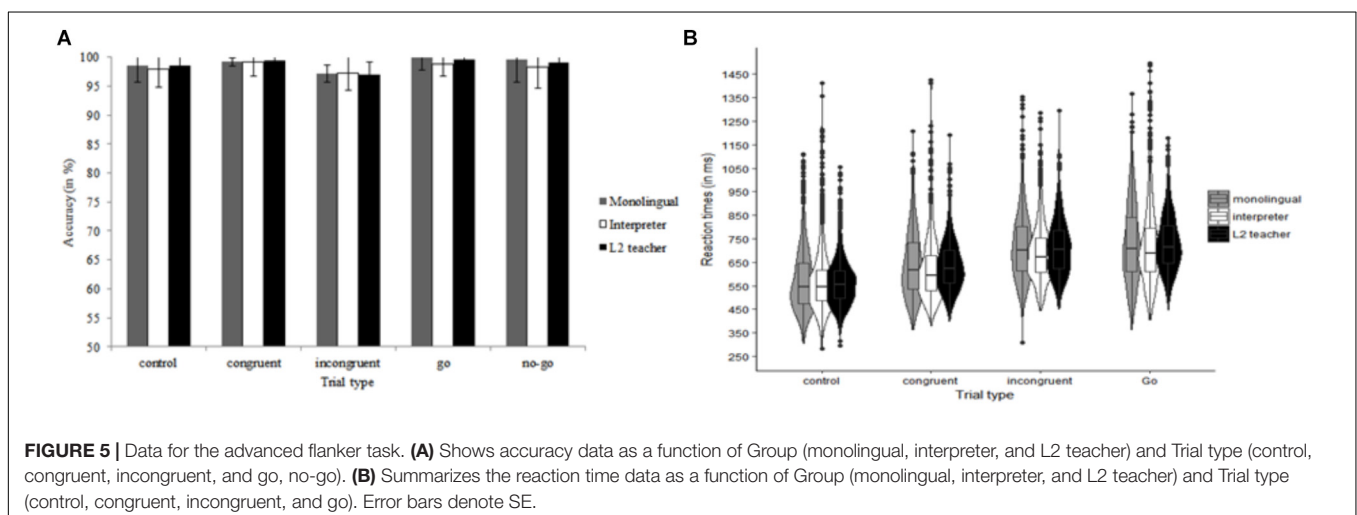 A
Accuracy (in %)
100
95
90
85
80
75
70
65
60
55
50
control congruent incongruent go no-go
Trial type
Monolingual
Interpreter
L2 teacher
B
Reaction times (in ms)
1450
1350
1250
1150
1050
950
850
750
650
550
450
350
250
control congruent incongruent Go
Trial type
monolingual
interpreter
L2 teacher
FIGURE 5 | Data for the advanced flanker task. (A) Shows accuracy data as a function of Group (monolingual, interpreter, and L2 teacher) and Trial type (control,
congruent, incongruent, and go, no-go). (B) Summarizes the reaction time data as a function of Group (monolingual, interpreter, and L2 teacher) and Trial type
(control, congruent, incongruent, and go). Error bars denote SE.